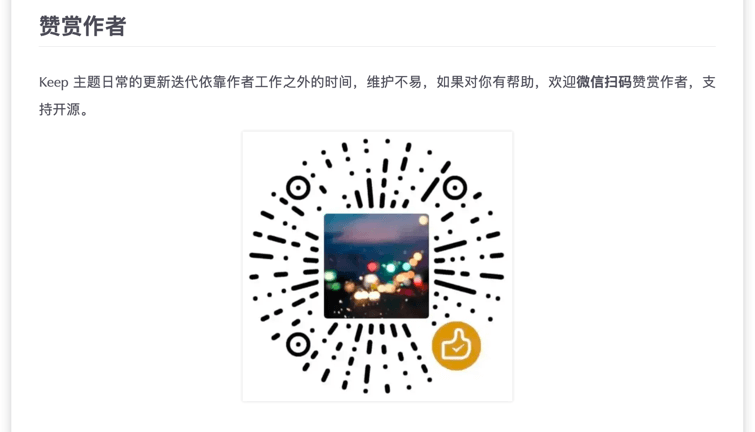 赞赏作者
Keep 主题日常的更新迭代依靠作者工作之外的时间，维护不易，如果对你有帮助，欢迎微信扫码赞赏作者，支
持开源。